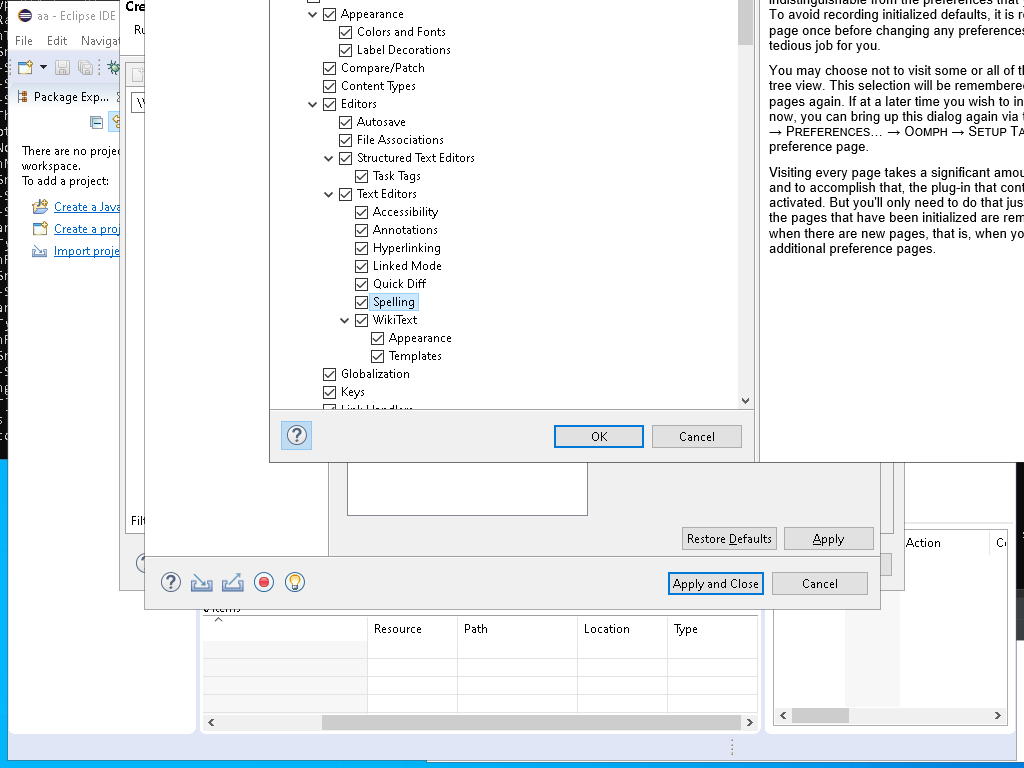 aa - Eclipse IDE
File Edit Naviga
Package Exp...
There are no proje
workspace.
To add a project:
Create a Java
Create a proj
Import proje
Cre
Ru
Filt
Appearance
Colors and Fonts
Label Decorations
Compare/Patch
Content Types
Editors
Autosave
File Associations
Structured Text Editors
Task Tags
Text Editors
Accessibility
Annotations
Hyperlinking
Linked Mode
Quick Diff
Spelling
WikiText
Appearance
Templates
Globalization
Keys
Link Handlers
OK
Cancel
indistinguishable from the preferences that y
To avoid recording initialized defaults, it is r
page once before changing any preferences
tedious job for you.
You may choose not to visit some or all of th
tree view. This selection will be remembere
pages again. If at a later time you wish to in
now, you can bring up this dialog again via t
→ PREFERENCES... → OOMPH → SETUP TA
preference page.
Visiting every page takes a significant amou
and to accomplish that, the plug-in that cont
activated. But you'll only need to do that jus
the pages that have been initialized are rem
when there are new pages, that is, when yo
additional preference pages.
Restore Defaults
Apply
Apply and Close
Cancel
Action
items
Resource Path Location Type